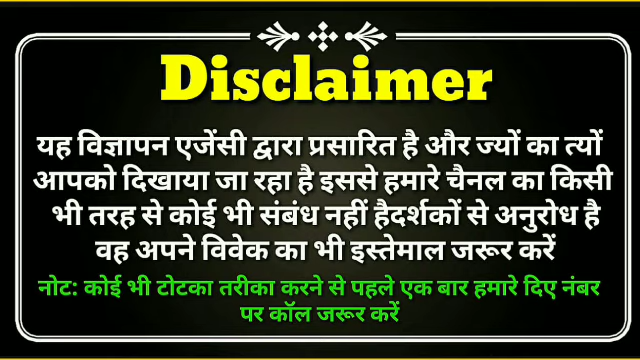 Disclaimer
यह विज्ञापन एजेंसी द्वारा प्रसारित है और ज्यों का त्यों
आपको दिखाया जा रहा है इससे हमारे चैनल का किसी
भी तरह से कोई भी संबंध नहीं हैदर्शकों से अनुरोध है
वह अपने विवेक का भी इस्तेमाल जरूर करें
नोट: कोई भी टोटका तरीका करने से पहले एक बार हमारे दिए नंबर
पर कॉल जरूर करें